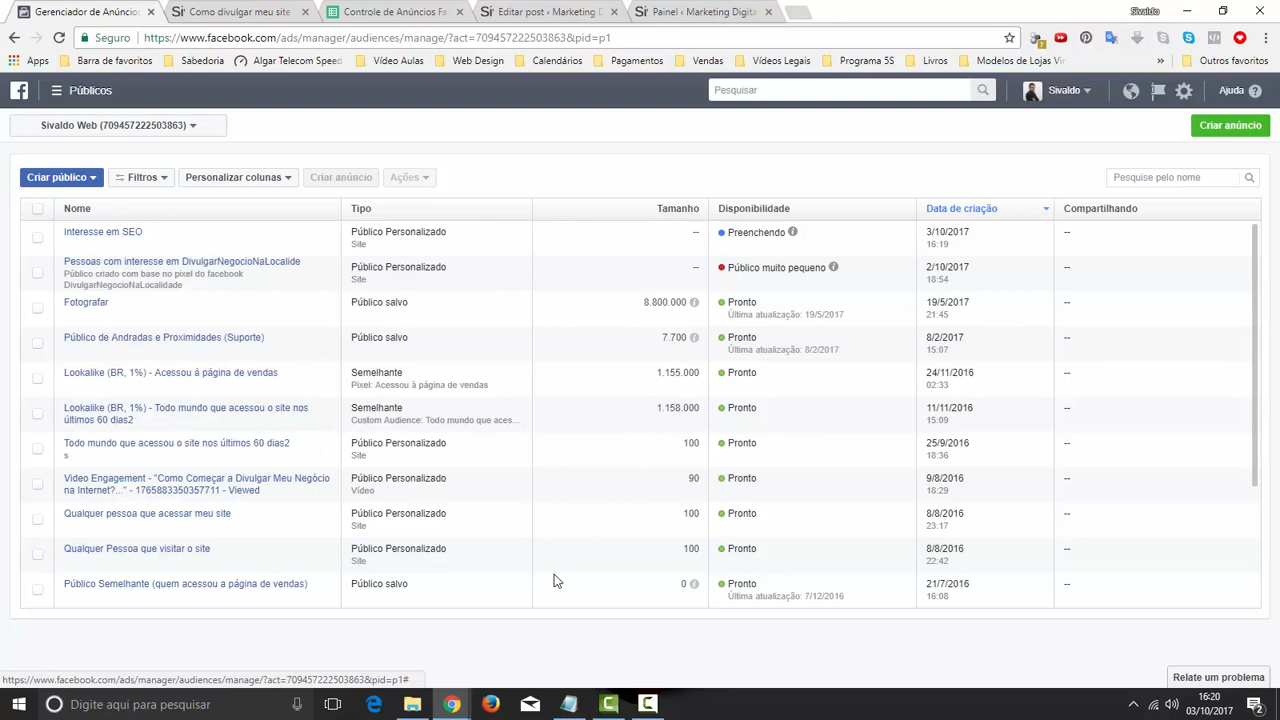 Gerenciador de Anúncios
Como divulgar meu site
Controle de Anúncios Fa
Editar post ‹ Marketing D
Painel ‹ Marketing Digita
Sivaldo
Seguro
https://www.facebook.com/ads/manager/audiences/manage/?act=709457222503863&pid=p1
Apps
Barra de favoritos
Sabedoria
Algar Telecom Speed
Vídeo Aulas
Web Design
Calendários
Pagamentos
Vendas
Vídeos Legais
Programa 5S
Livros
Modelos de Lojas Vir
»
Outros favoritos
Públicos
Pesquisar
Sivaldo
Ajuda
Sivaldo Web (709457222503863)
Criar anúncio
Criar público
Filtros
Personalizar colunas
Criar anúncio
Ações
Pesquise pelo nome
Nome Tipo Tamanho Disponibilidade Data de criação Compartilhando
Interesse em SEO Público Personalizado -- Preenchendo 3/10/2017 --
Site 16:19
Pessoas com interesse em DivulgarNegocioNaLocalide Público Personalizado -- Público muito pequeno 2/10/2017 --
Público criado com base no pixel do facebook Site 18:54
DivulgarNegocioNaLocalidade
Fotografar Público salvo 8.800.000 Pronto 19/5/2017 --
Última atualização: 19/5/2017 21:45
Público de Andradas e Proximidades (Suporte) Público salvo 7.700 Pronto 8/2/2017 --
Última atualização: 8/2/2017 15:07
Lookalike (BR, 1%) - Acessou á página de vendas Semelhante 1.155.000 Pronto 24/11/2016 --
Pixel: Acessou à página de vendas 02:33
Lookalike (BR, 1%) - Todo mundo que acessou o site nos Semelhante 1.158.000 Pronto 11/11/2016 --
últimos 60 dias2 Custom Audience: Todo mundo que aces... 15:09
Todo mundo que acessou o site nos últimos 60 dias2 Público Personalizado 100 Pronto 25/9/2016 --
s Site 18:36
Video Engagement - "Como Começar a Divulgar Meu Negócio Público Personalizado 90 Pronto 9/8/2016 --
na Internet?..." - 1765883350357711 - Viewed Vídeo 18:29
Qualquer pessoa que acessar meu site Público Personalizado 100 Pronto 8/8/2016 --
Site 23:17
Qualquer Pessoa que visitar o site Público Personalizado 100 Pronto 8/8/2016 --
Site 22:42
Público Semelhante (quem acessou a página de vendas) Público salvo 0 Pronto 21/7/2016 --
Última atualização: 7/12/2016 16:08
https://www.facebook.com/ads/manager/audiences/manage/?act=709457222503863&pid=p1#
Relate um problema
Digite aqui para pesquisar
16:20
03/10/2017
2